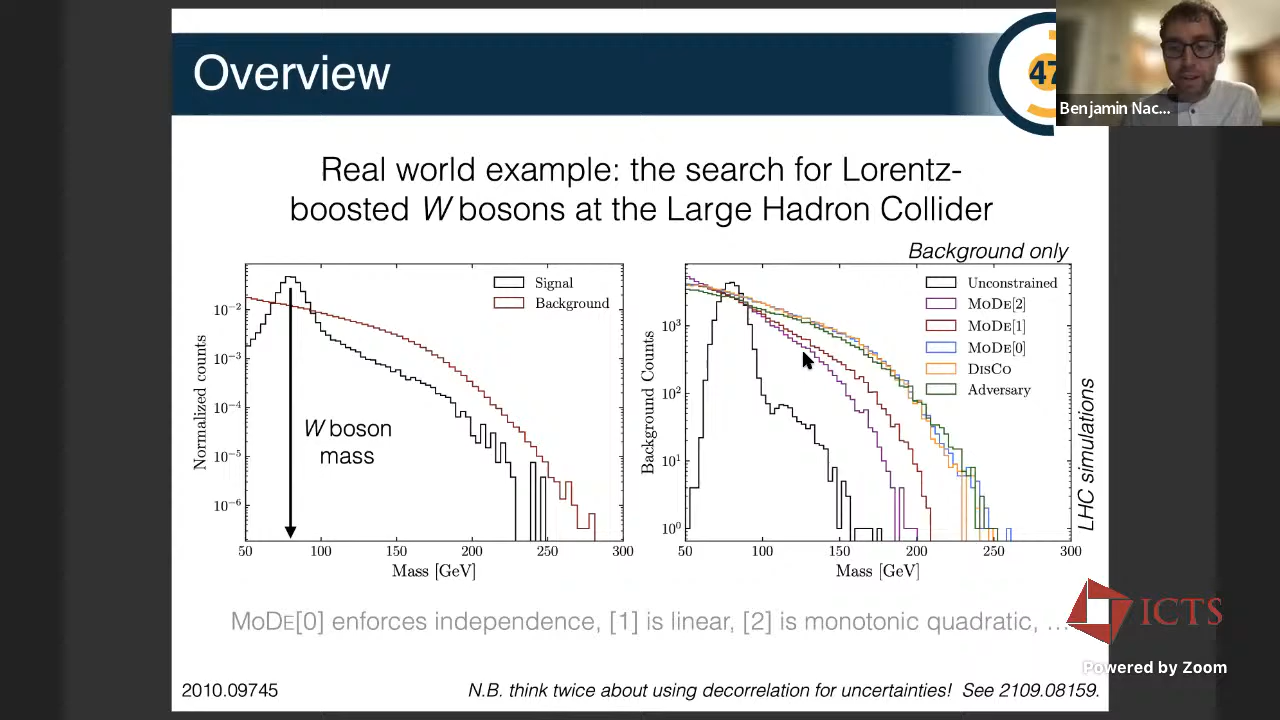 Overview
47
Benjamin Nac...
Real world example: the search for Lorentz-
boosted W bosons at the Large Hadron Collider
Background only
Signal
Background
W boson
mass
Normalized counts
10⁻²
10⁻³
10⁻⁴
10⁻⁵
10⁻⁶
50 100 150 200 250 300
Mass [GeV]
Unconstrained
MoDe[2]
MoDe[1]
MoDe[0]
DisCo
Adversary
Background Counts
10³
10²
10¹
10⁰
50 100 150 200 250 300
Mass [GeV]
LHC simulations
MoDe[0] enforces independence, [1] is linear, [2] is monotonic quadratic, …
ICTS
Powered by Zoom
2010.09745
N.B. think twice about using decorrelation for uncertainties! See 2109.08159.